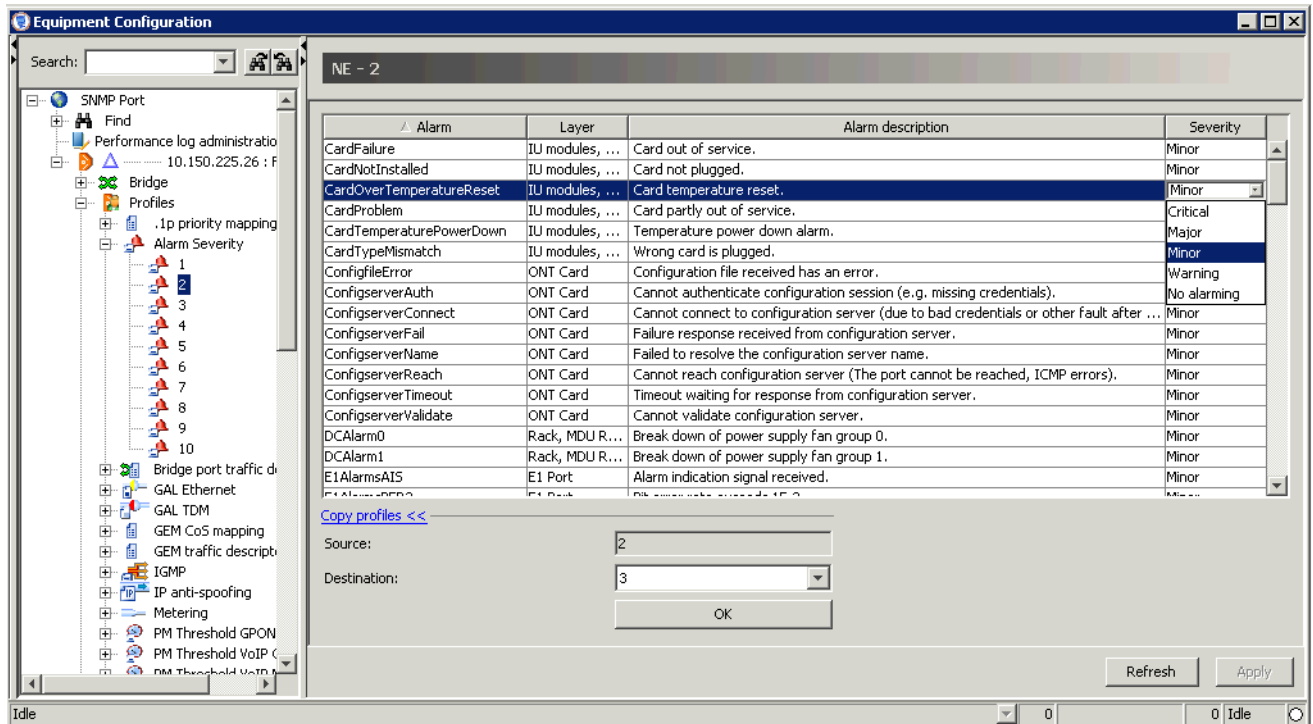 Equipment Configuration
Search:
SNMP Port
Find
Performance log administratio
10.150.225.26 : F
Bridge
Profiles
.1p priority mapping
Alarm Severity
1
2
3
4
5
6
7
8
9
10
Bridge port traffic d
GAL Ethernet
GAL TDM
GEM CoS mapping
GEM traffic descript
IGMP
IP anti-spoofing
Metering
PM Threshold GPON
PM Threshold VoIP
PM Threshold VoIP
NE - 2
Alarm Layer Alarm description Severity
CardFailure IU modules, ... Card out of service. Minor
CardNotInstalled IU modules, ... Card not plugged. Minor
CardOverTemperatureReset IU modules, ... Card temperature reset. Minor
CardProblem IU modules, ... Card partly out of service.
CardTemperaturePowerDown IU modules, ... Temperature power down alarm.
CardTypeMismatch IU modules, ... Wrong card is plugged.
ConfigfileError ONT Card Configuration file received has an error.
ConfigserverAuth ONT Card Cannot authenticate configuration session (e.g. missing credentials).
Critical
Major
Minor
Warning
No alarming
ConfigserverConnect ONT Card Cannot connect to configuration server (due to bad credentials or other fault after ... Minor
ConfigserverFail ONT Card Failure response received from configuration server. Minor
ConfigserverName ONT Card Failed to resolve the configuration server name. Minor
ConfigserverReach ONT Card Cannot reach configuration server (The port cannot be reached, ICMP errors). Minor
ConfigserverTimeout ONT Card Timeout waiting for response from configuration server. Minor
ConfigserverValidate ONT Card Cannot validate configuration server. Minor
DCAlarm0 Rack, MDU R... Break down of power supply fan group 0. Minor
DCAlarm1 Rack, MDU R... Break down of power supply fan group 1. Minor
E1AlarmsAIS E1 Port Alarm indication signal received. Minor
Copy profiles <<
Source: 2
Destination: 3
OK
Refresh Apply
Idle 0 0 Idle